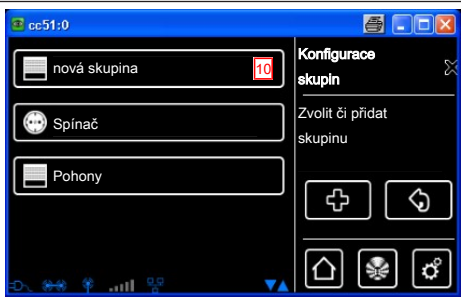 cc51:0
nová skupina
10
Spínač
Pohony
Konfigurace
skupin
Zvolit či přidat
skupinu